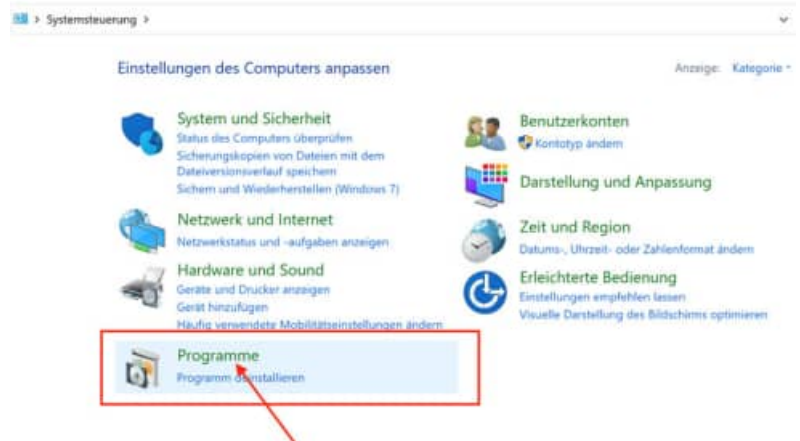 > Systemsteuerung >
Einstellungen des Computers anpassen
Anzeige: Kategorie
System und Sicherheit
Status des Computers überprüfen
Sicherungskopien von Dateien mit dem
Dateiversionsverlauf speichern
Sichern und Wiederherstellen (Windows 7)
Netzwerk und Internet
Netzwerkstatus und -aufgaben anzeigen
Hardware und Sound
Geräte und Drucker anzeigen
Gerät hinzufügen
Häufig verwendete Mobilitätseinstellungen ändern
Programme
Programm deinstallieren
Benutzerkonten
Kontotyp ändern
Darstellung und Anpassung
Zeit und Region
Datums-, Uhrzeit- oder Zahlenformat ändern
Erleichterte Bedienung
Einstellungen empfehlen lassen
Visuelle Darstellung des Bildschirms optimieren